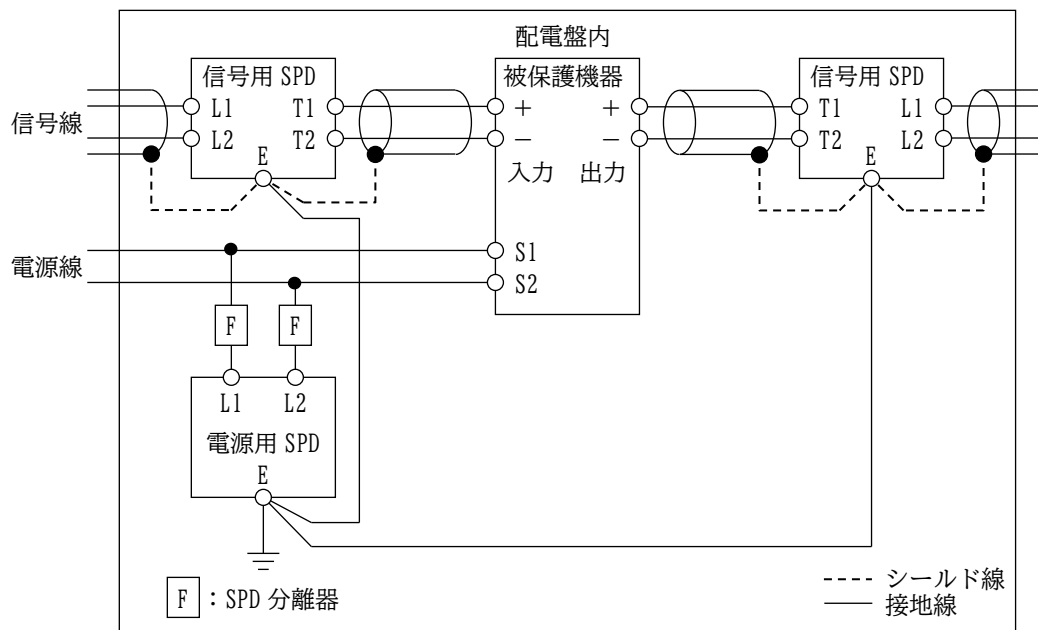 配電盤内
信号用 SPD
L1 T1
L2 T2
E
信号線
被保護機器
+ +
− −
入力 出力
S1
S2
信号用 SPD
T1 L1
T2 L2
E
電源線
F F
L1 L2
電源用 SPD
E
F：SPD 分離器
シールド線
接地線